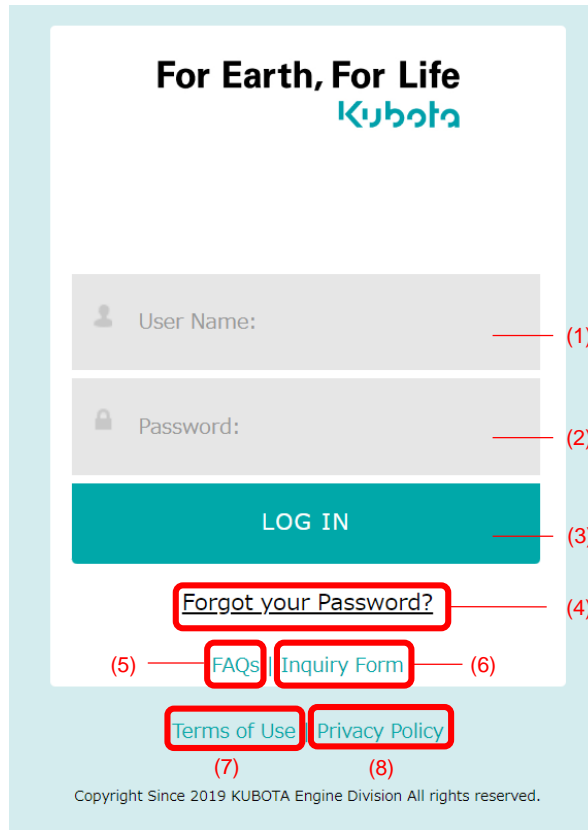 For Earth, For Life
Kubota
User Name:
(1)
Password:
(2)
LOG IN
(3)
Forgot your Password?
(4)
(5) FAQs | Inquiry Form (6)
Terms of Use | Privacy Policy
(7) (8)
Copyright Since 2019 KUBOTA Engine Division All rights reserved.